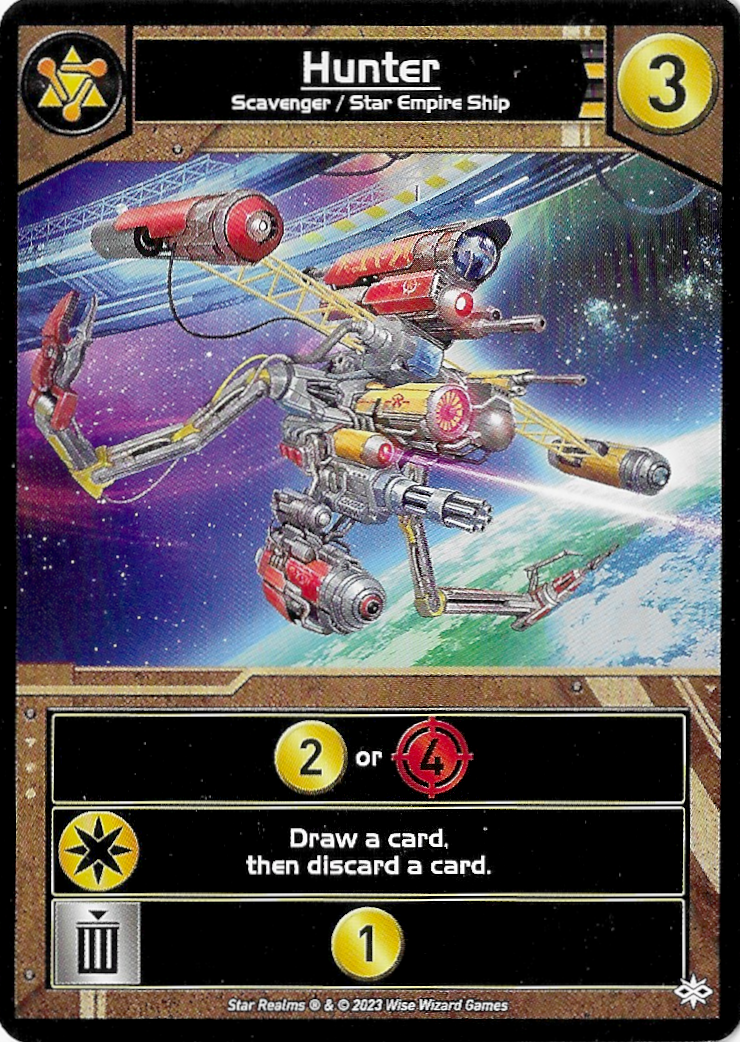 Hunter
Scavenger / Star Empire Ship
3
2 or 4
Draw a card,
then discard a card.
1
Star Realms ® & © 2023 Wise Wizard Games